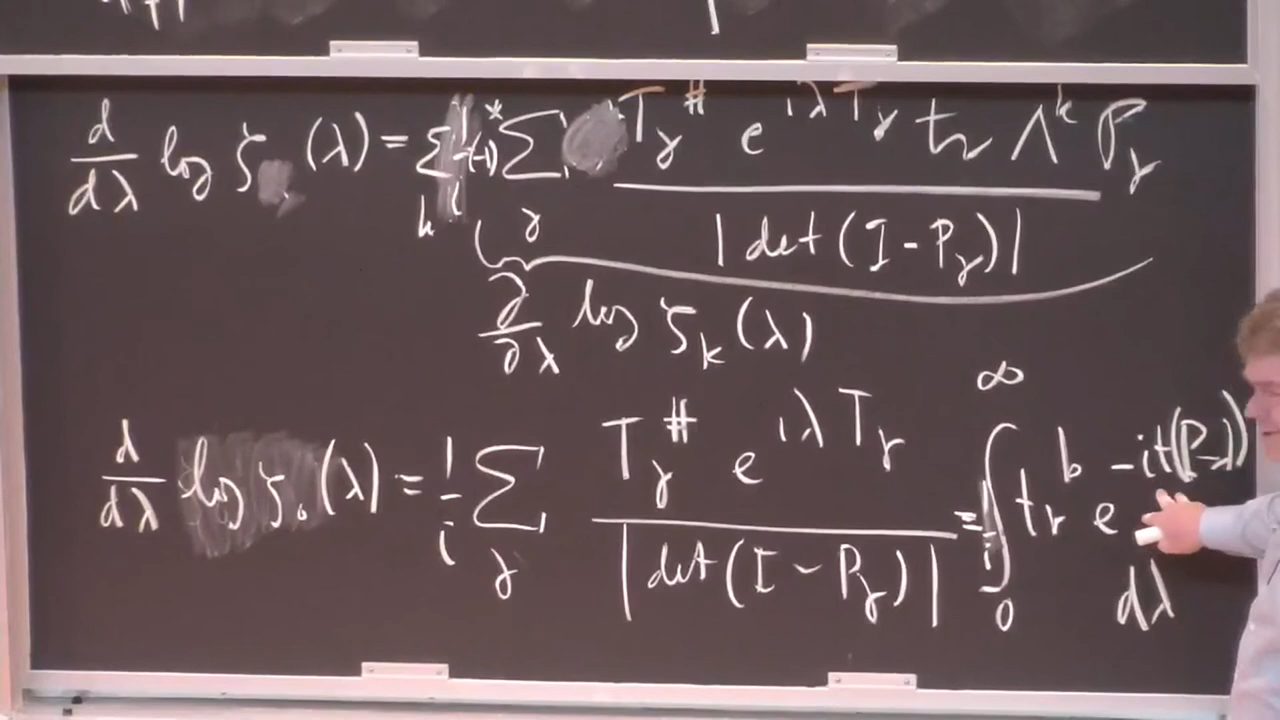 d/dλ log ζ (λ) = Σ_k (-1)^* Σ_γ T_γ^# e^{iλT_γ} tr Λ^k P_γ / |det(I-P_γ)|
∂/∂λ log ζ_k(λ)
d/dλ log ζ_0 (λ) = 1/i Σ_γ T_γ^# e^{iλT_γ} / |det(I-P_γ)| = 1/i ∫_0^∞ tr^b e^{-it(P-λ)} dλ